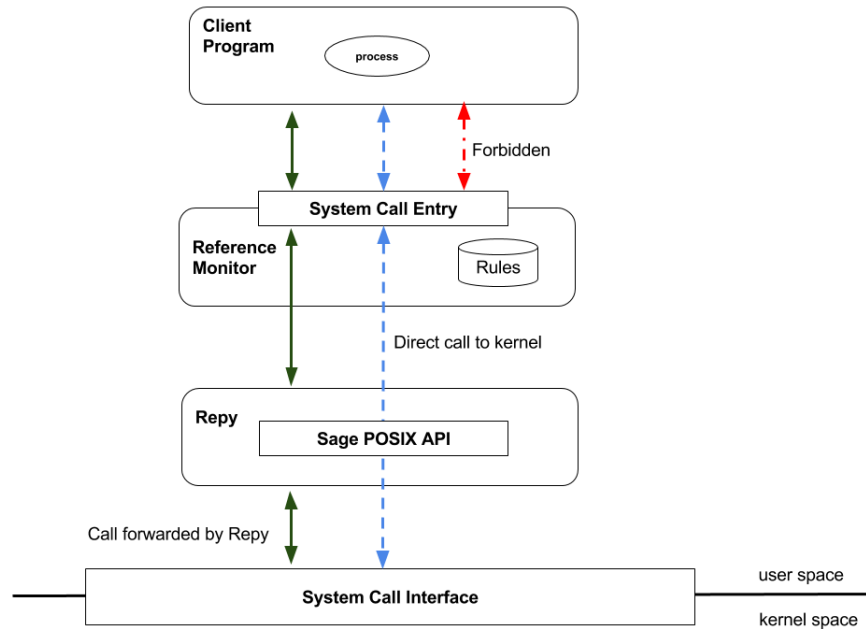 Client
Program
process
Forbidden
System Call Entry
Reference
Monitor
Rules
Direct call to kernel
Repy
Sage POSIX API
Call forwarded by Repy
System Call Interface
user space
kernel space